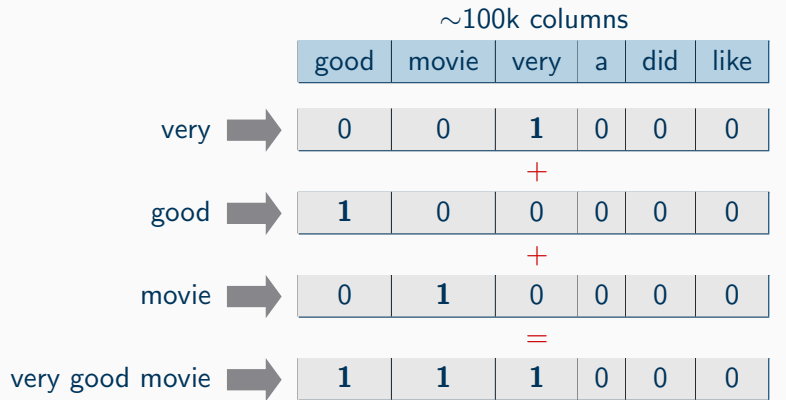 ∼100k columns
good movie very a did like
very 0 0 1 0 0 0
+
good 1 0 0 0 0 0
+
movie 0 1 0 0 0 0
=
very good movie 1 1 1 0 0 0